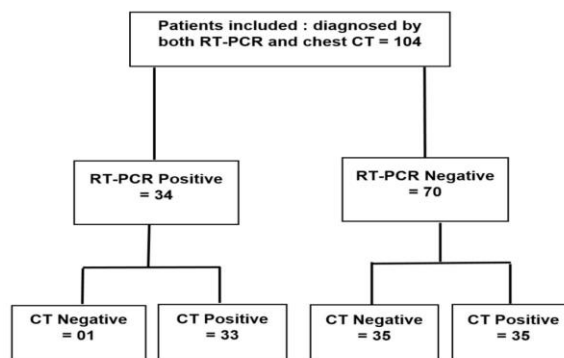 Patients included : diagnosed by
both RT-PCR and chest CT = 104
RT-PCR Positive
= 34
RT-PCR Negative
= 70
CT Negative
= 01
CT Positive
= 33
CT Negative
= 35
CT Positive
= 35